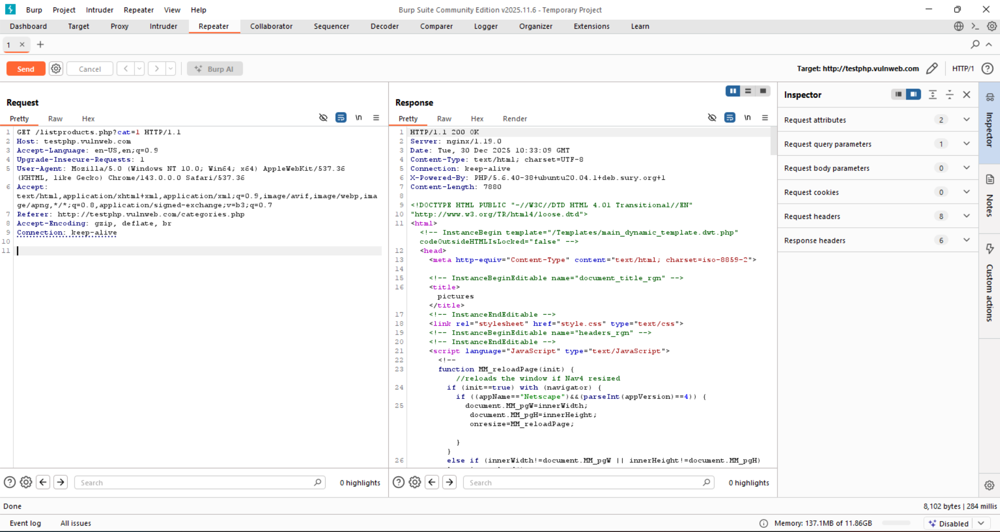 Burp Project Intruder Repeater View Help
Burp Suite Community Edition v2025.11.6 - Temporary Project
Dashboard Target Proxy Intruder Repeater Collaborator Sequencer Decoder Comparer Logger Organizer Extensions Learn
1
Send Cancel Burp AI
Target: http://testphp.vulnweb.com HTTP/1
Request
Pretty Raw Hex \n
1 GET /listproducts.php?cat=1 HTTP/1.1
2 Host: testphp.vulnweb.com
3 Accept-Language: en-US,en;q=0.9
4 Upgrade-Insecure-Requests: 1
5 User-Agent: Mozilla/5.0 (Windows NT 10.0; Win64; x64) AppleWebKit/537.36
(KHTML, like Gecko) Chrome/143.0.0.0 Safari/537.36
6 Accept:
text/html,application/xhtml+xml,application/xml;q=0.9,image/avif,image/webp,ima
ge/apng,*/*;q=0.8,application/signed-exchange;v=b3;q=0.7
7 Referer: http://testphp.vulnweb.com/categories.php
8 Accept-Encoding: gzip, deflate, br
9 Connection: keep-alive
10
11
Search 0 highlights
Response
Pretty Raw Hex Render \n
1 HTTP/1.1 200 OK
2 Server: nginx/1.19.0
3 Date: Tue, 30 Dec 2025 10:33:09 GMT
4 Content-Type: text/html; charset=UTF-8
5 Connection: keep-alive
6 X-Powered-By: PHP/5.6.40-38+ubuntu20.04.1+deb.sury.org+1
7 Content-Length: 7880
8
9 <!DOCTYPE HTML PUBLIC "-//W3C//DTD HTML 4.01 Transitional//EN"
10 "http://www.w3.org/TR/html4/loose.dtd">
11 <html>
<!-- InstanceBegin template="/Templates/main_dynamic_template.dwt.php"
codeOutsideHTMLIsLocked="false" -->
12 <head>
13 <meta http-equiv="Content-Type" content="text/html; charset=iso-8859-2">
14
15 <!-- InstanceBeginEditable name="document_title_rgn" -->
16 <title>
pictures
</title>
17 <!-- InstanceEndEditable -->
18 <link rel="stylesheet" href="style.css" type="text/css">
19 <!-- InstanceBeginEditable name="headers_rgn" -->
20 <!-- InstanceEndEditable -->
21 <script language="JavaScript" type="text/JavaScript">
22 <!--
23 function MM_reloadPage(init) {
//reloads the window if Nav4 resized
24 if (init==true) with (navigator) {
if ((appName=="Netscape")&&(parseInt(appVersion)==4)) {
25 document.MM_pgW=innerWidth;
document.MM_pgH=innerHeight;
onresize=MM_reloadPage;
}
}
26 else if (innerWidth!=document.MM_pgW || innerHeight!=document.MM_pgH)
Search 0 highlights
Inspector
Request attributes 2
Request query parameters 1
Request body parameters 0
Request cookies 0
Request headers 8
Response headers 6
Inspector
Notes
Custom actions
Done
8,102 bytes | 284 millis
Event log All issues
Memory: 137.1MB of 11.86GB Disabled